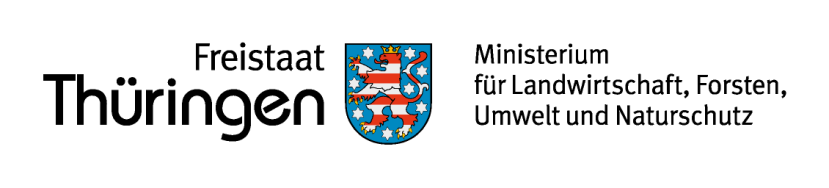 Freistaat
Thüringen
Ministerium
für Landwirtschaft, Forsten,
Umwelt und Naturschutz